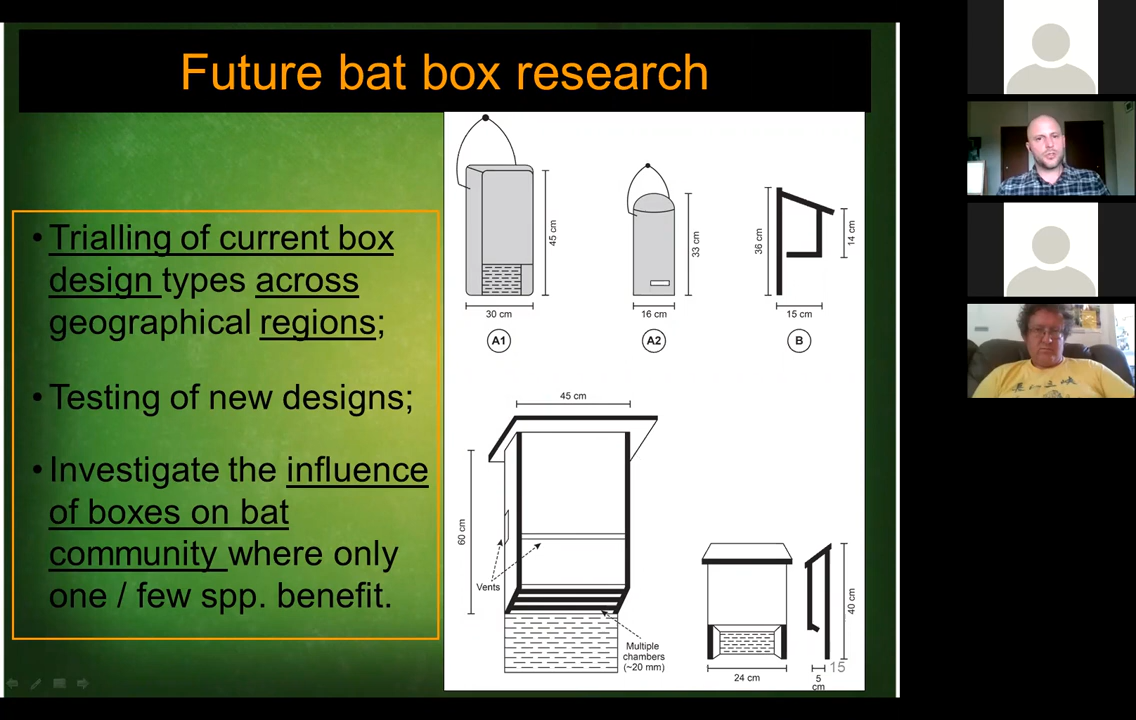 Future bat box research
• Trialling of current box
design types across
geographical regions;
• Testing of new designs;
• Investigate the influence
of boxes on bat
community where only
one / few spp. benefit.
45 cm
30 cm
A1
33 cm
16 cm
A2
36 cm
14 cm
15 cm
B
45 cm
60 cm
Vents
Multiple
chambers
(~20 mm)
24 cm
40 cm
5
cm
15